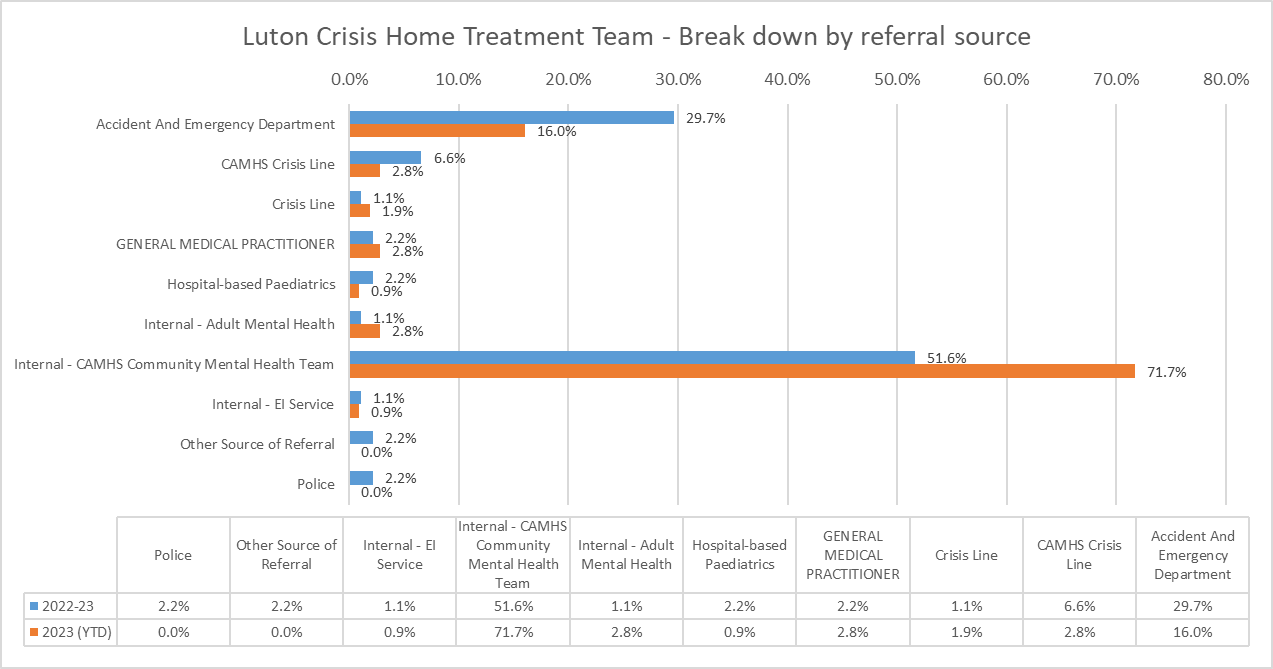 Luton Crisis Home Treatment Team - Break down by referral source
0.0% 10.0% 20.0% 30.0% 40.0% 50.0% 60.0% 70.0% 80.0%
Accident And Emergency Department 29.7%
16.0%
CAMHS Crisis Line 6.6%
2.8%
Crisis Line 1.1%
1.9%
GENERAL MEDICAL PRACTITIONER 2.2%
2.8%
Hospital-based Paediatrics 2.2%
0.9%
Internal - Adult Mental Health 1.1%
2.8%
Internal - CAMHS Community Mental Health Team 51.6%
71.7%
Internal - EI Service 1.1%
0.9%
Other Source of Referral 2.2%
0.0%
Police 2.2%
0.0%
Police
Other Source of
Referral
Internal - EI
Service
Internal - CAMHS
Community
Mental Health
Team
Internal - Adult
Mental Health
Hospital-based
Paediatrics
GENERAL
MEDICAL
PRACTITIONER
Crisis Line
CAMHS Crisis
Line
Accident And
Emergency
Department
2022-23 2.2% 2.2% 1.1% 51.6% 1.1% 2.2% 2.2% 1.1% 6.6% 29.7%
2023 (YTD) 0.0% 0.0% 0.9% 71.7% 2.8% 0.9% 2.8% 1.9% 2.8% 16.0%